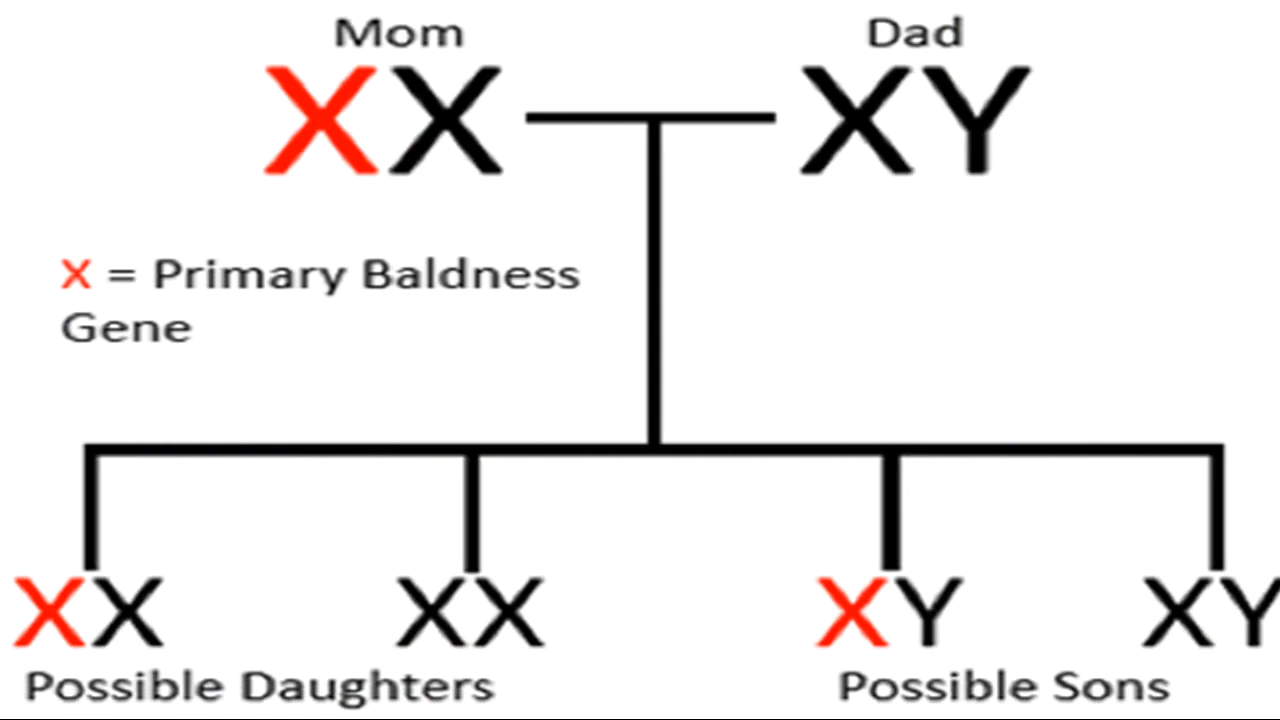 Mom Dad
XX XY
X = Primary Baldness
Gene
XX XX XY XY
Possible Daughters Possible Sons